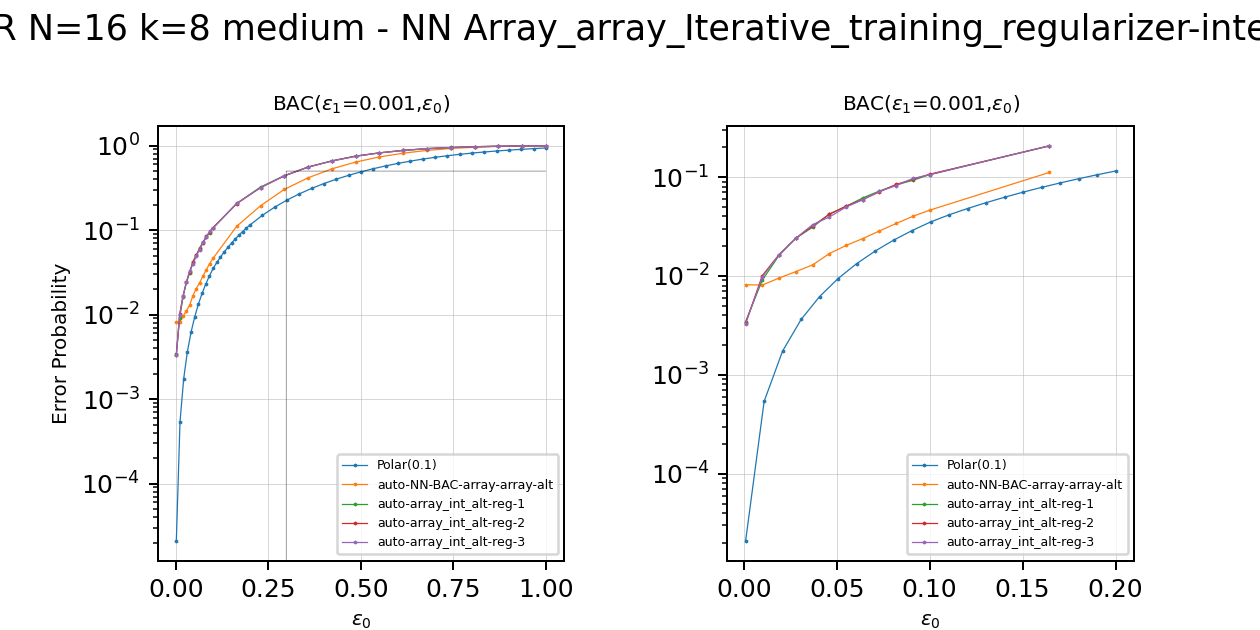 R N=16 k=8 medium - NN Array_array_Iterative_training_regularizer-inte
BAC(ε₁=0.001,ε₀)
Error Probability
10⁰
10⁻¹
10⁻²
10⁻³
10⁻⁴
0.00 0.25 0.50 0.75 1.00
ε₀
Polar(0.1)
auto-NN-BAC-array-array-alt
auto-array_int_alt-reg-1
auto-array_int_alt-reg-2
auto-array_int_alt-reg-3
BAC(ε₁=0.001,ε₀)
10⁻¹
10⁻²
10⁻³
10⁻⁴
0.00 0.05 0.10 0.15 0.20
ε₀
Polar(0.1)
auto-NN-BAC-array-array-alt
auto-array_int_alt-reg-1
auto-array_int_alt-reg-2
auto-array_int_alt-reg-3